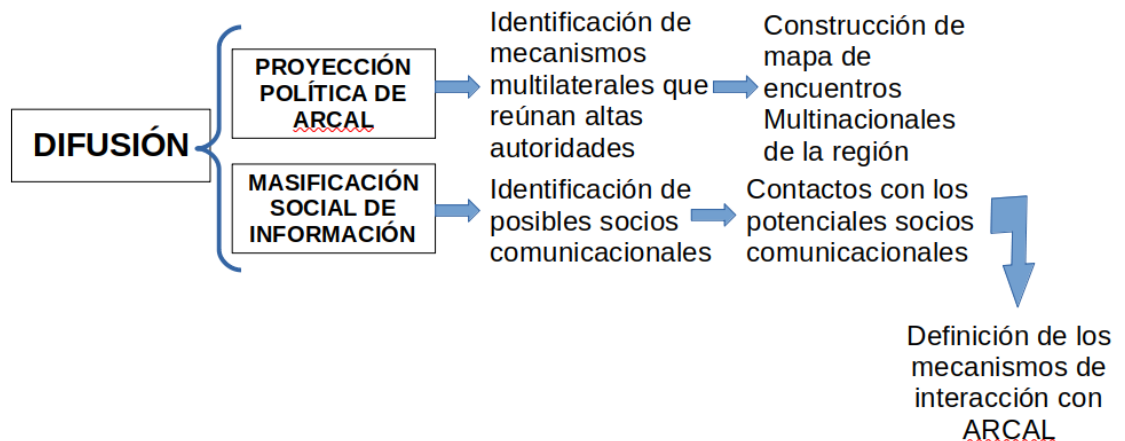 DIFUSIÓN
PROYECCIÓN
POLÍTICA DE
ARCAL
Identificación de
mecanismos
multilaterales que
reúnan altas
autoridades
Construcción de
mapa de
encuentros
Multinacionales
de la región
MASIFICACIÓN
SOCIAL DE
INFORMACIÓN
Identificación de
posibles socios
comunicacionales
Contactos con los
potenciales socios
comunicacionales
Definición de los
mecanismos de
interacción con
ARCAL